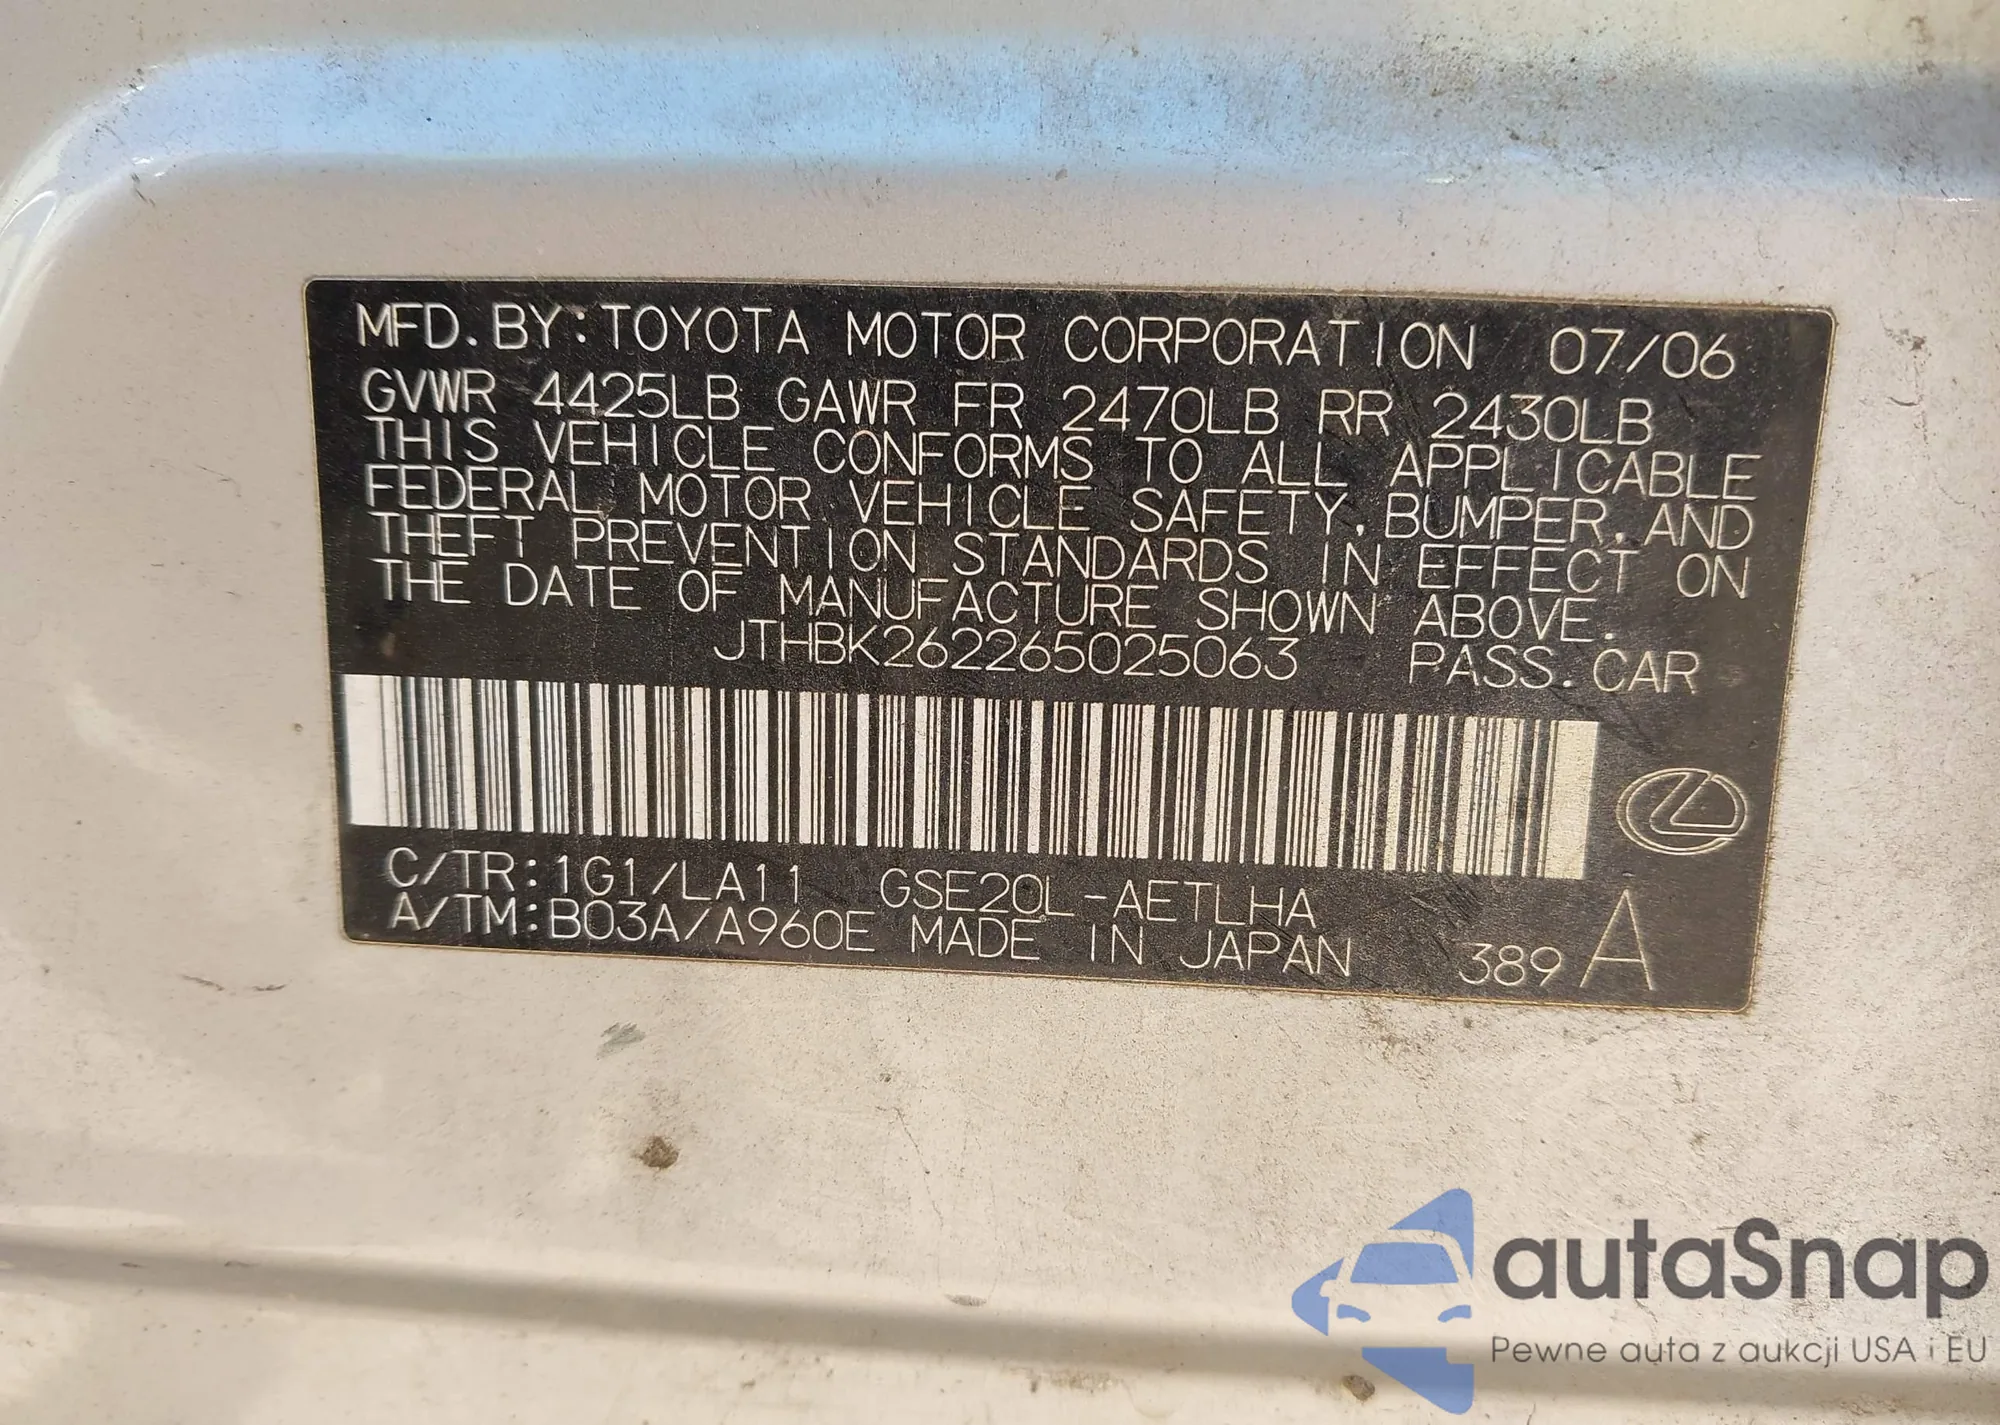 MFD. BY: TOYOTA MOTOR CORPORATION 07/06
GVWR 4425LB GAWR FR 2470LB RR 2430LB
THIS VEHICLE CONFORMS TO ALL APPLICABLE
FEDERAL MOTOR VEHICLE SAFETY, BUMPER, AND
THEFT PREVENTION STANDARDS IN EFFECT ON
THE DATE OF MANUFACTURE SHOWN ABOVE.
JTHBK262265025063 PASS. CAR
C/TR: 1G1/LA11 GSE20L-AETLHA
A/TM: B03A/A960E MADE IN JAPAN 389 A
autaSnap
Pewne auta z aukcji USA i EU